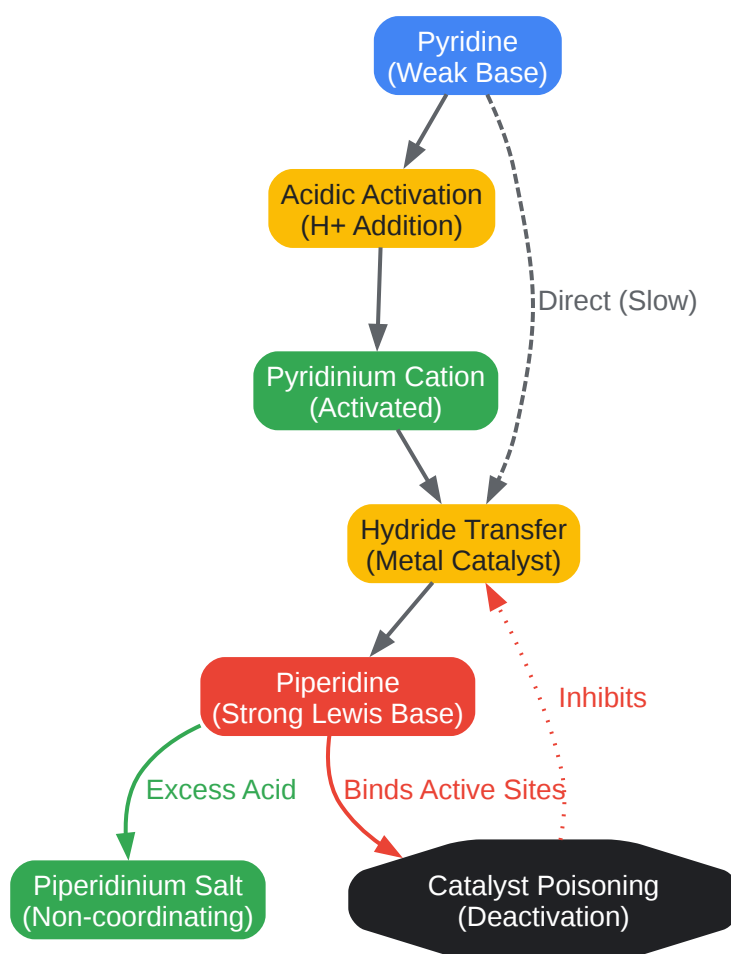 Pyridine
(Weak Base)
Acidic Activation
(H+ Addition)
Direct (Slow)
Pyridinium Cation
(Activated)
Hydride Transfer
(Metal Catalyst)
Piperidine
(Strong Lewis Base)
Inhibits
Excess Acid
Binds Active Sites
Piperidinium Salt
(Non-coordinating)
Catalyst Poisoning
(Deactivation)